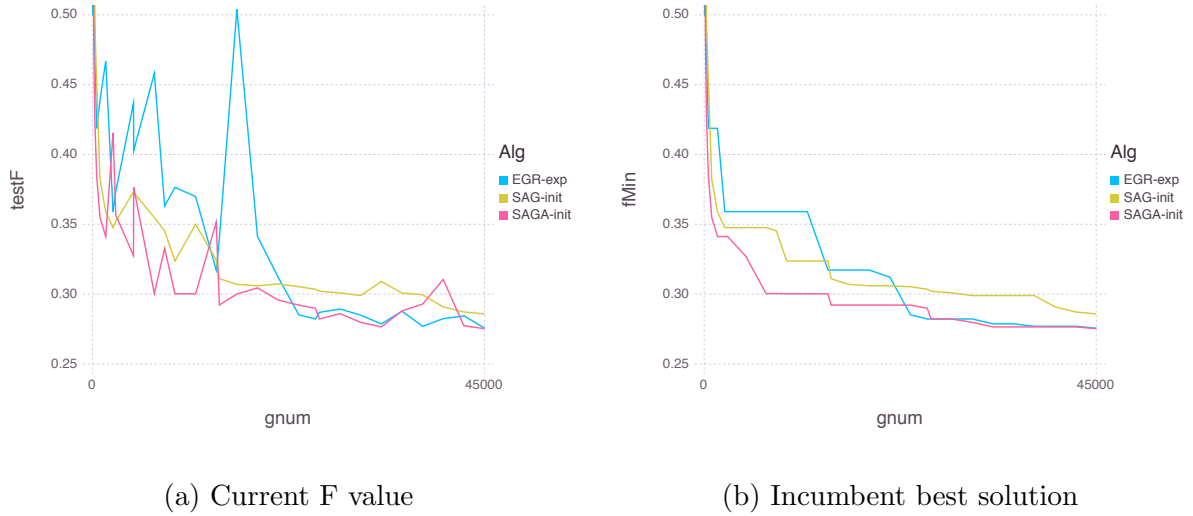 0.50
0.45
0.40
0.35
0.30
0.25
testF
0
45000
gnum
Alg
EGR-exp
SAG-init
SAGA-init
(a) Current F value
0.50
0.45
0.40
0.35
0.30
0.25
fMin
0
45000
gnum
Alg
EGR-exp
SAG-init
SAGA-init
(b) Incumbent best solution